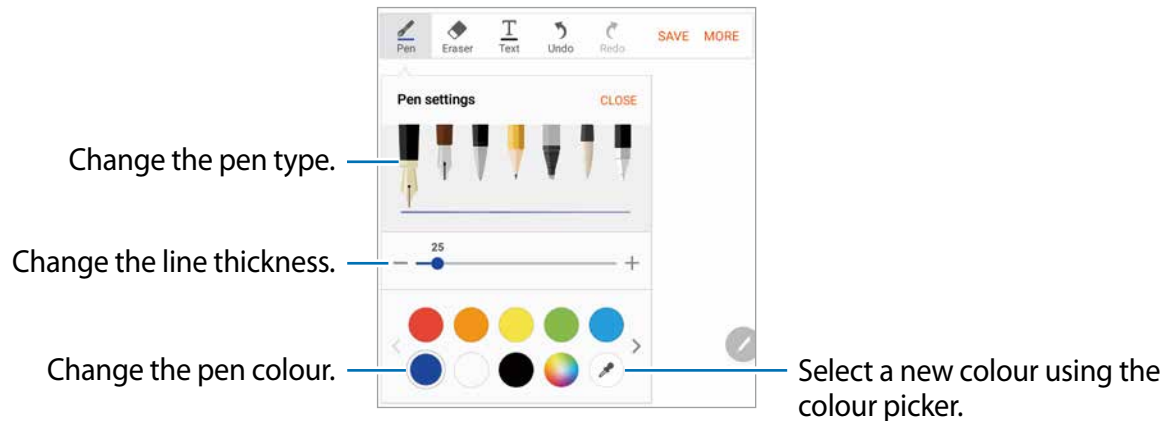 Pen Eraser Text Undo Redo SAVE MORE
Pen settings CLOSE
Change the pen type.
25
Change the line thickness.
Change the pen colour.
Select a new colour using the
colour picker.